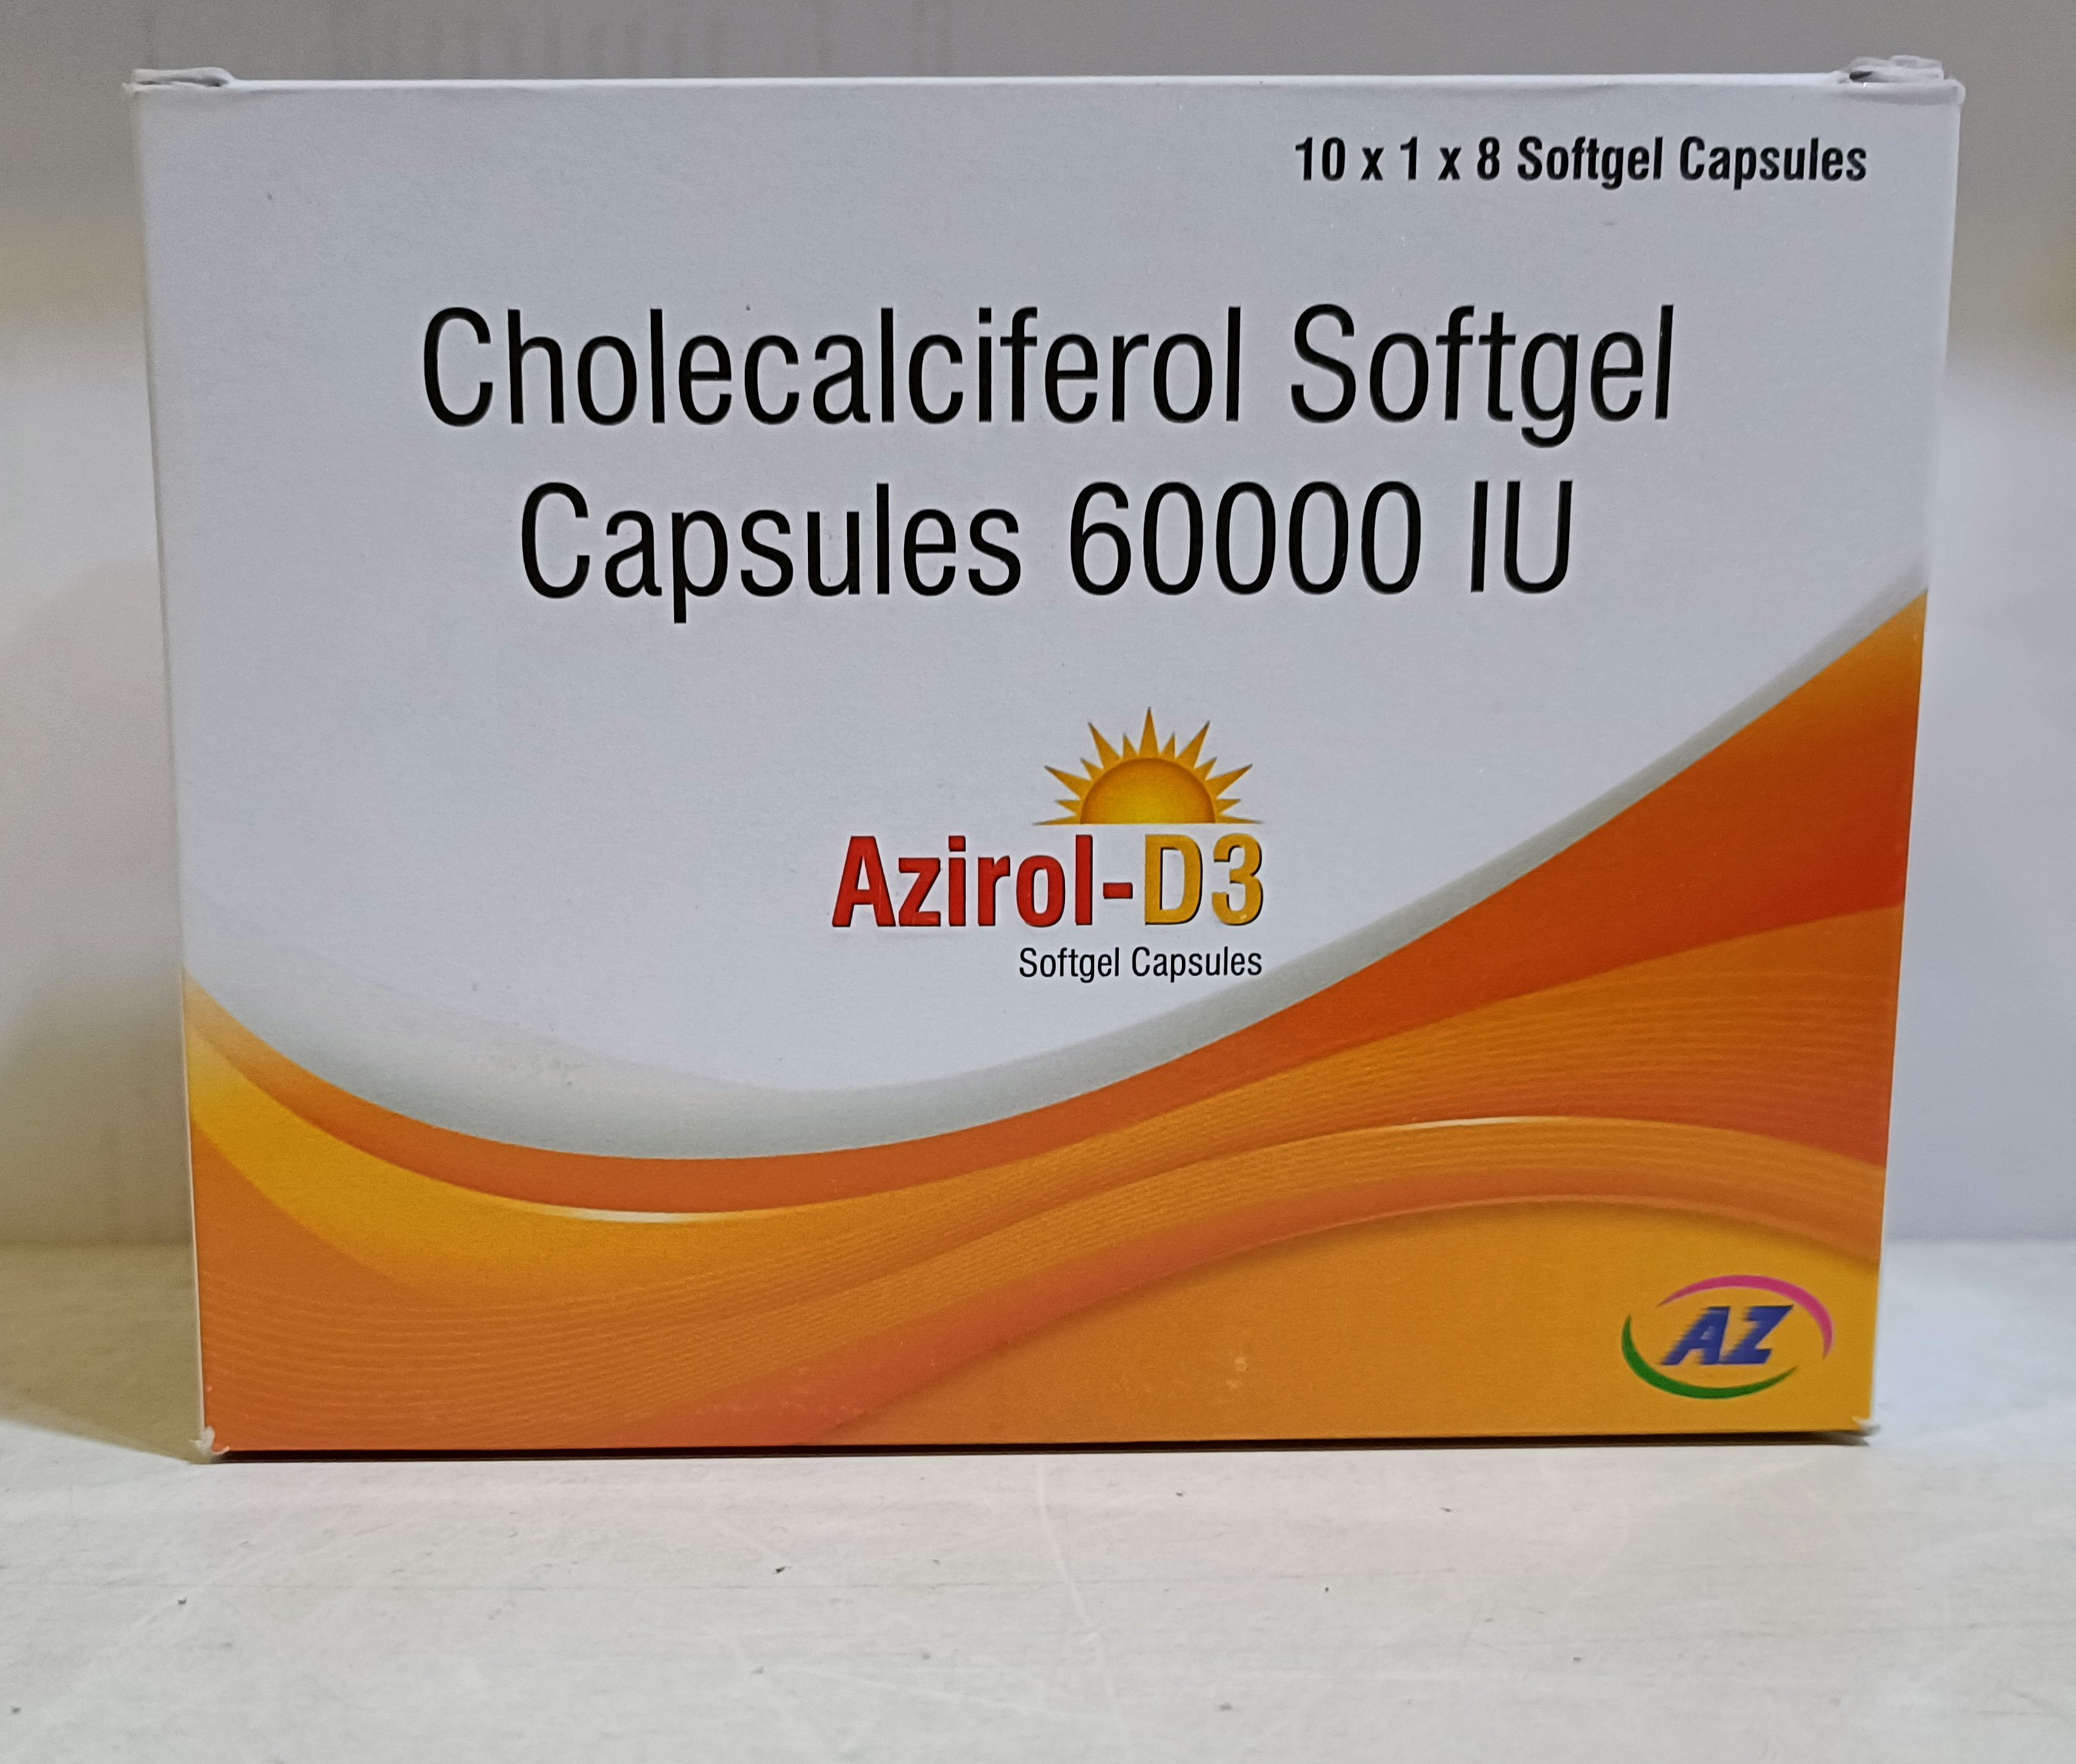 10 x 1 x 8 Softgel Capsules
Cholecalciferol Softgel
Capsules 60000 IU
Azirol-D3
Softgel Capsules
AZ